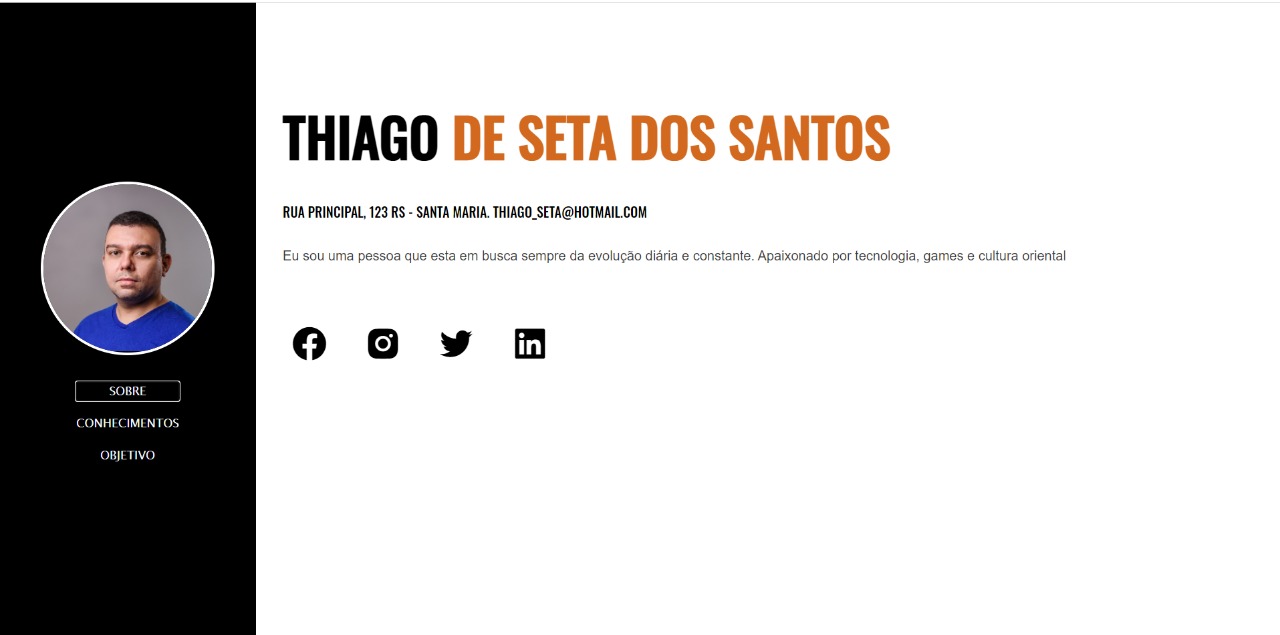 THIAGO DE SETA DOS SANTOS
RUA PRINCIPAL, 123 RS - SANTA MARIA. THIAGO_SETA@HOTMAIL.COM
Eu sou uma pessoa que esta em busca sempre da evolução diária e constante. Apaixonado por tecnologia, games e cultura oriental
in
SOBRE
CONHECIMENTOS
OBJETIVO